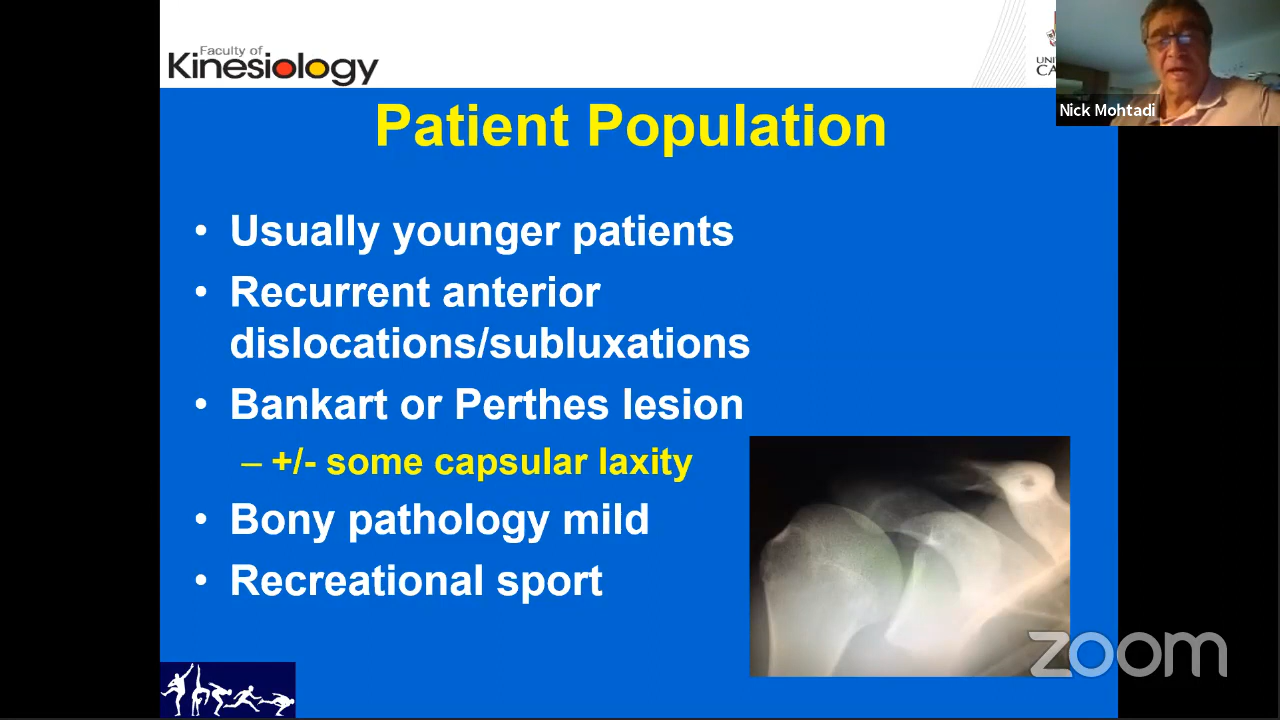 Faculty of
Kinesiology
Nick Mohtadi
Patient Population
• Usually younger patients
• Recurrent anterior
dislocations/subluxations
• Bankart or Perthes lesion
– +/- some capsular laxity
• Bony pathology mild
• Recreational sport
zoom